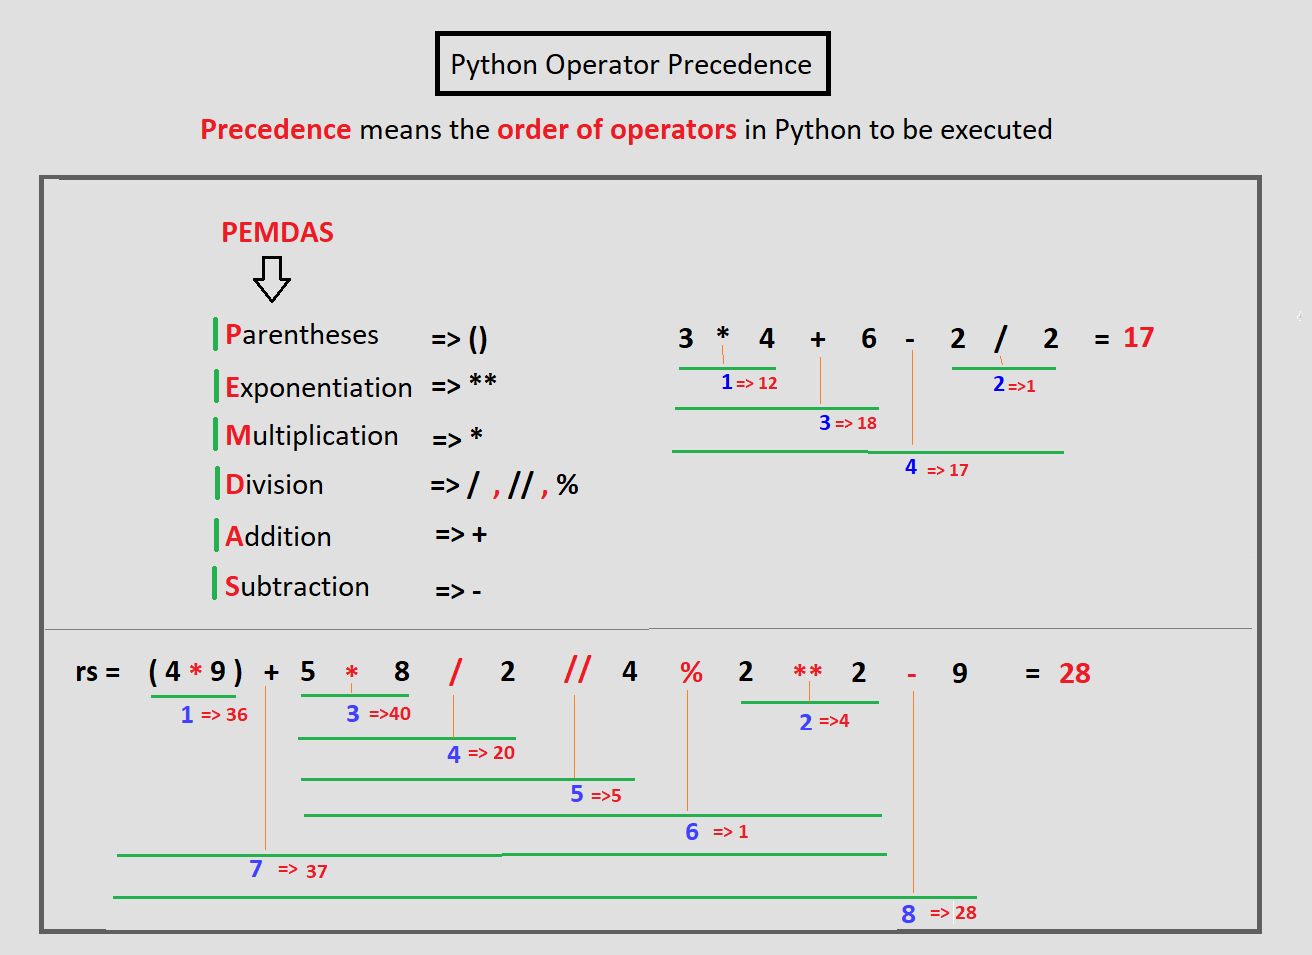 Python Operator Precedence
Precedence means the order of operators in Python to be executed
PEMDAS
Parentheses => ()
Exponentiation => **
Multiplication => *
Division => / , // , %
Addition => +
Subtraction => -
3 * 4 + 6 - 2 / 2 = 17
1 => 12
2 =>1
3 => 18
4 => 17
rs = ( 4 * 9 ) + 5 * 8 / 2 // 4 % 2 ** 2 - 9 = 28
1 => 36
3 =>40
2 =>4
4 => 20
5 =>5
6 => 1
7 => 37
8 => 28